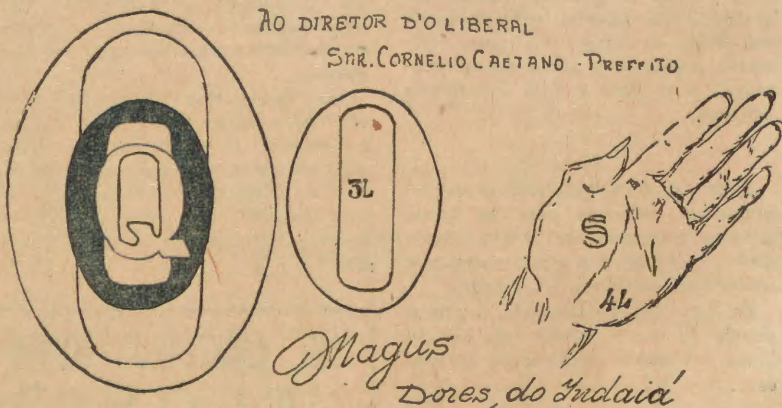 AO DIRETOR D'O LIBERAL
SNR. CORNELIO CAETANO - PREFEITO
Q
3L
S
4L
Magus
Dores do Indaiá